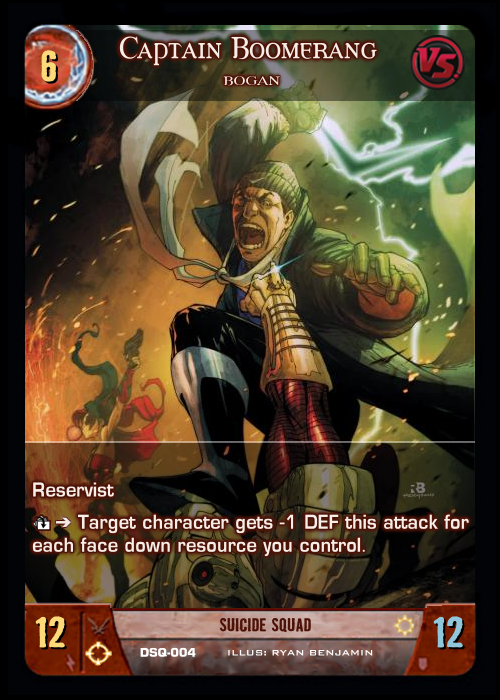 6
CAPTAIN BOOMERANG
VS
BOGAN
Reservist
➔ Target character gets -1 DEF this attack for
each face down resource you control.
12
SUICIDE SQUAD
12
DSQ-004 ILLUS: RYAN BENJAMIN